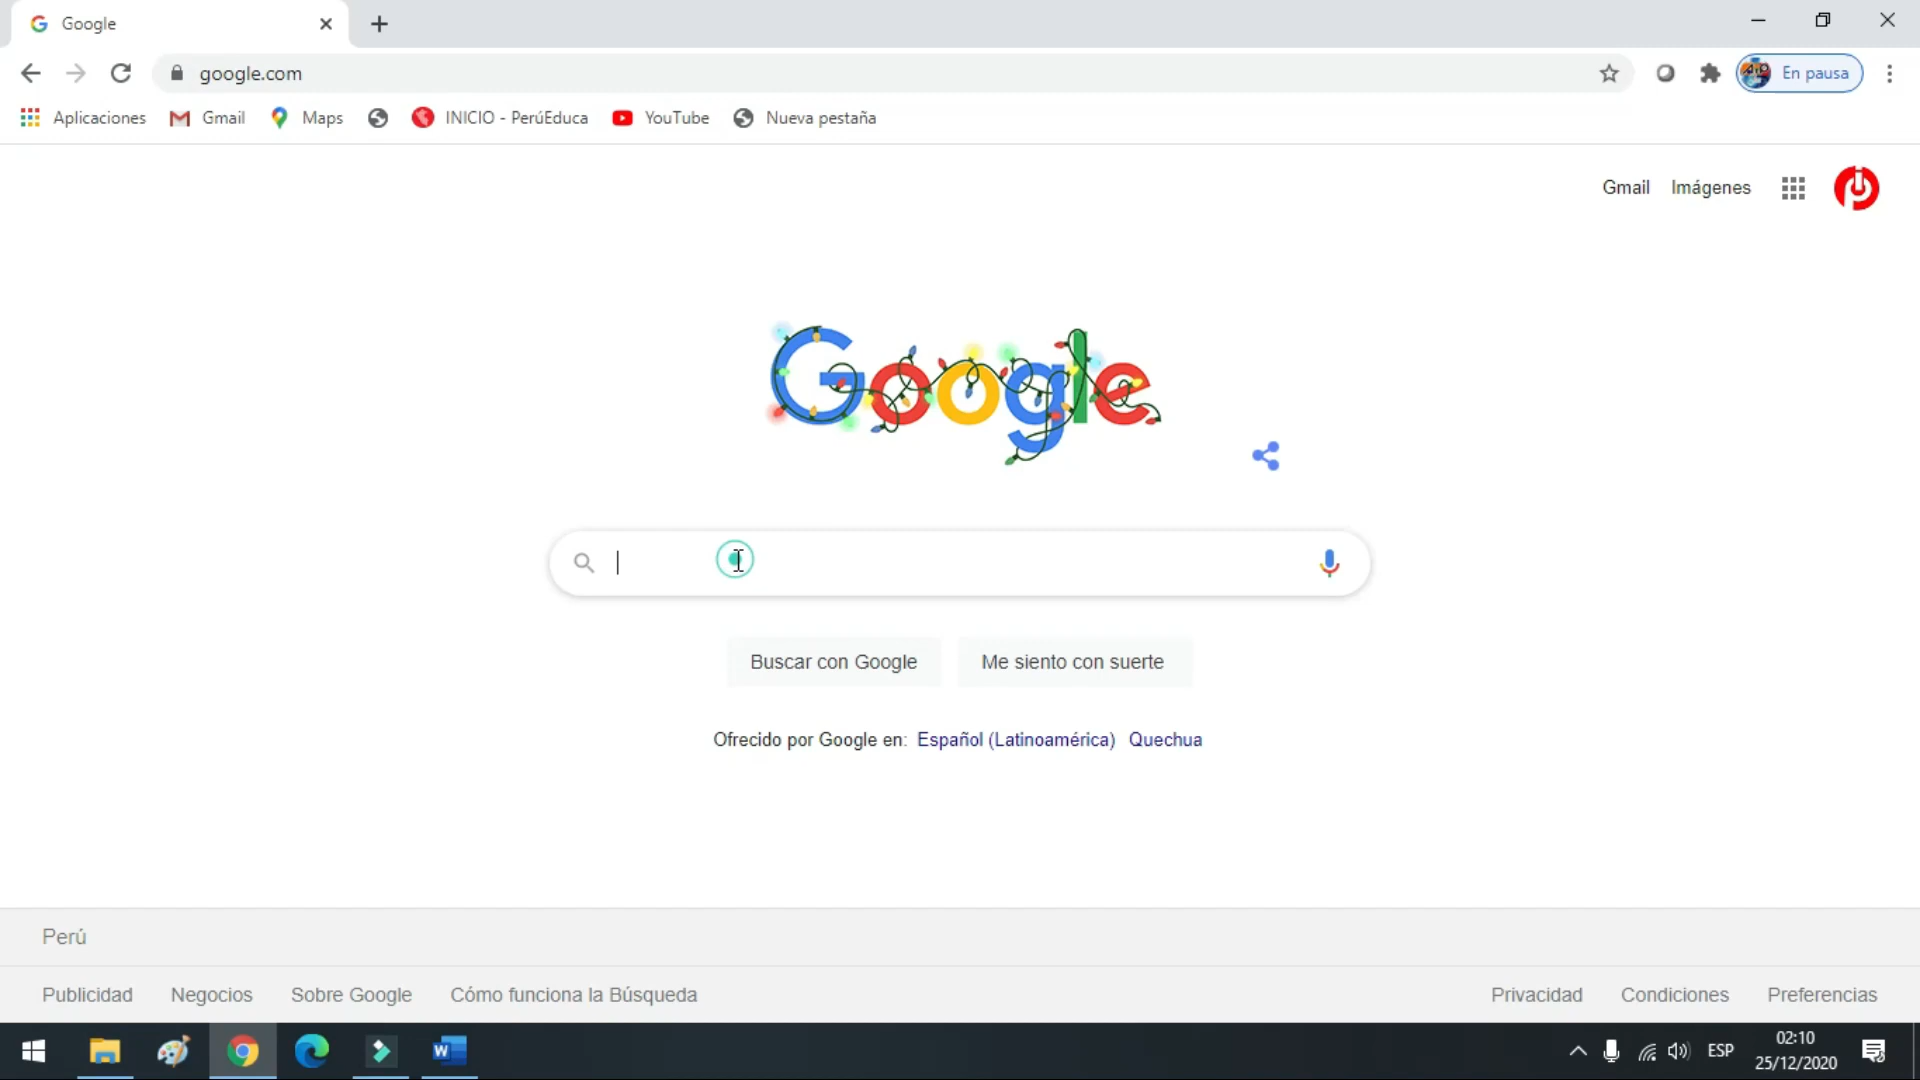 Google
google.com
En pausa
Aplicaciones Gmail Maps INICIO - PerúEduca YouTube Nueva pestaña
Gmail Imágenes
Google
Buscar con Google Me siento con suerte
Ofrecido por Google en: Español (Latinoamérica) Quechua
Perú
Publicidad Negocios Sobre Google Cómo funciona la Búsqueda Privacidad Condiciones Preferencias
W ESP 02:10
25/12/2020